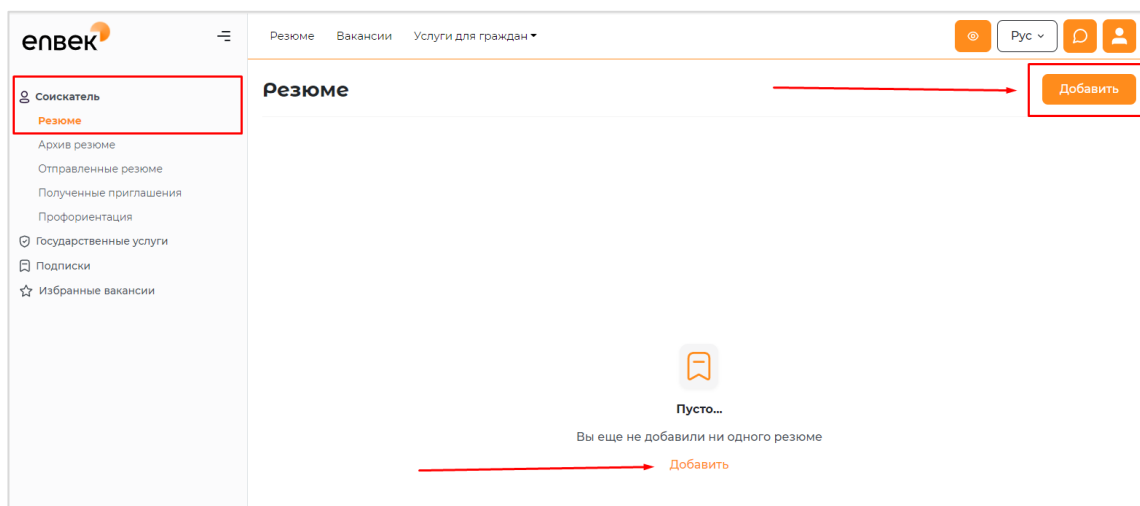 enвек
Резюме Вакансии Услуги для граждан
Рус
Соискатель
Резюме
Архив резюме
Отправленные резюме
Полученные приглашения
Профориентация
Государственные услуги
Подписки
Избранные вакансии
Резюме
Добавить
Пусто...
Вы еще не добавили ни одного резюме
Добавить